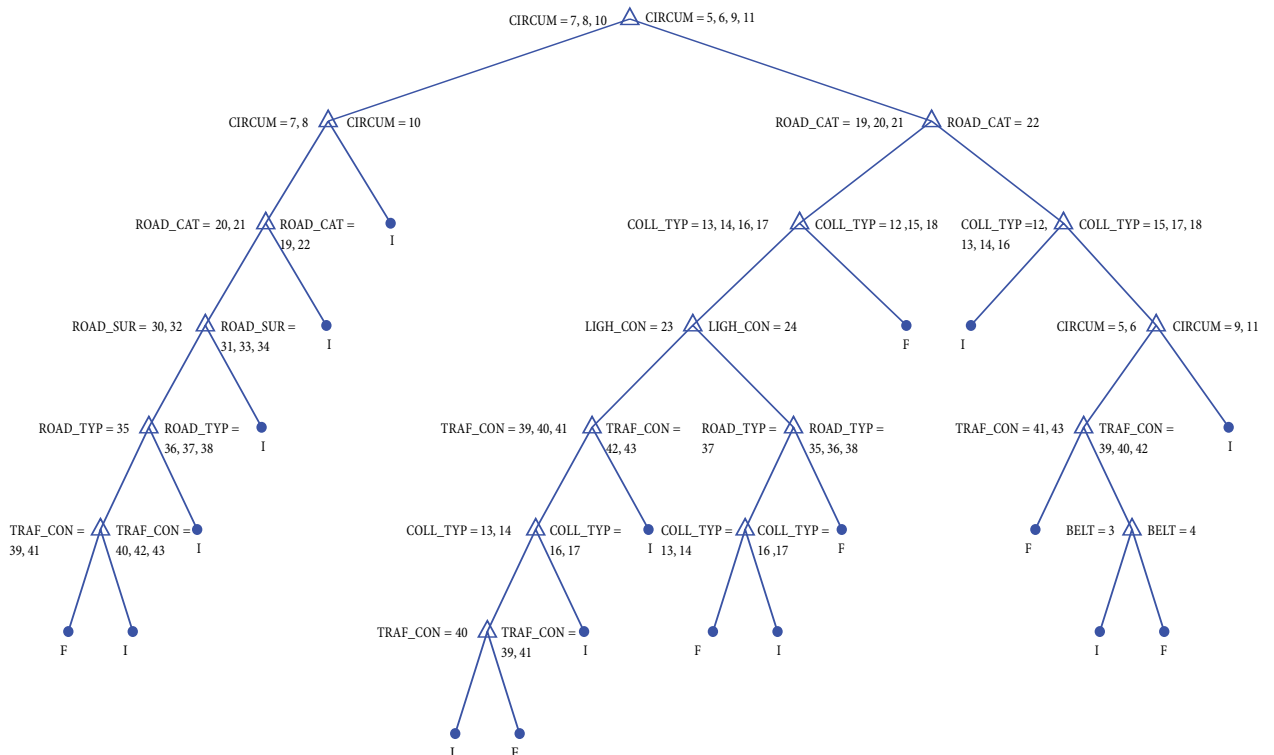 CIRCUM = 7, 8, 10
CIRCUM = 5, 6, 9, 11
CIRCUM = 7, 8
CIRCUM = 10
ROAD_CAT = 19, 20, 21
ROAD_CAT = 22
ROAD_CAT = 20, 21
ROAD_CAT =
19, 22
I
COLL_TYP = 13, 14, 16, 17
COLL_TYP = 12 ,15, 18
COLL_TYP =12,
13, 14, 16
COLL_TYP = 15, 17, 18
ROAD_SUR = 30, 32
ROAD_SUR =
31, 33, 34
I
LIGH_CON = 23
LIGH_CON = 24
F
I
CIRCUM = 5, 6
CIRCUM = 9, 11
ROAD_TYP = 35
ROAD_TYP =
36, 37, 38
I
TRAF_CON = 39, 40, 41
TRAF_CON =
42, 43
ROAD_TYP =
37
ROAD_TYP =
35, 36, 38
TRAF_CON = 41, 43
TRAF_CON =
39, 40, 42
I
TRAF_CON =
39, 41
TRAF_CON =
40, 42, 43
I
COLL_TYP = 13, 14
COLL_TYP =
16, 17
I
COLL_TYP =
13, 14
COLL_TYP =
16 ,17
F
F
BELT = 3
BELT = 4
F
I
TRAF_CON = 40
TRAF_CON =
39, 41
I
F
I
I
F
I
F